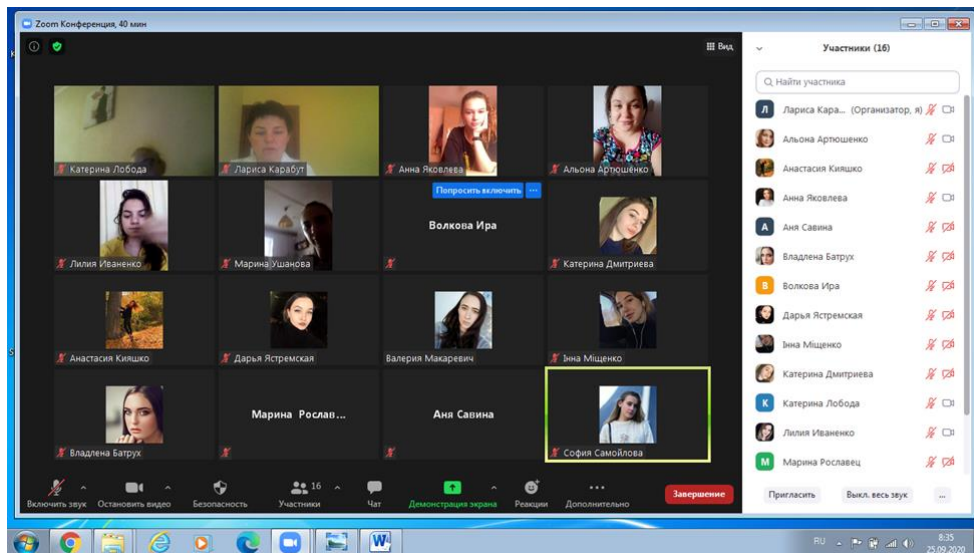 Zoom Конференция, 40 мин
Вид
Катерина Лобода
Лариса Карабут
Анна Яковлева
Альона Артюшенко
Попросить включить ...
Лилия Иваненко
Марина Ушанова
Волкова Ира
Катерина Дмитриева
Анастасия Кияшко
Дарья Ястремская
Валерия Макаревич
Інна Міщенко
Владлена Батрух
Марина Рослав...
Аня Савина
София Самойлова
Включить звук
Остановить видео
Безопасность
16
Участники
Чат
Демонстрация экрана
Реакции
Дополнительно
Завершение
Участники (16)
Найти участника
Л Лариса Кара... (Организатор, я)
Альона Артюшенко
Анастасия Кияшко
Анна Яковлева
А Аня Савина
Владлена Батрух
В Волкова Ира
Дарья Ястремская
Інна Міщенко
Катерина Дмитриева
К Катерина Лобода
Лилия Иваненко
М Марина Рославец
Пригласить
Выкл. весь звук
...
RU
8:35
25.09.2020